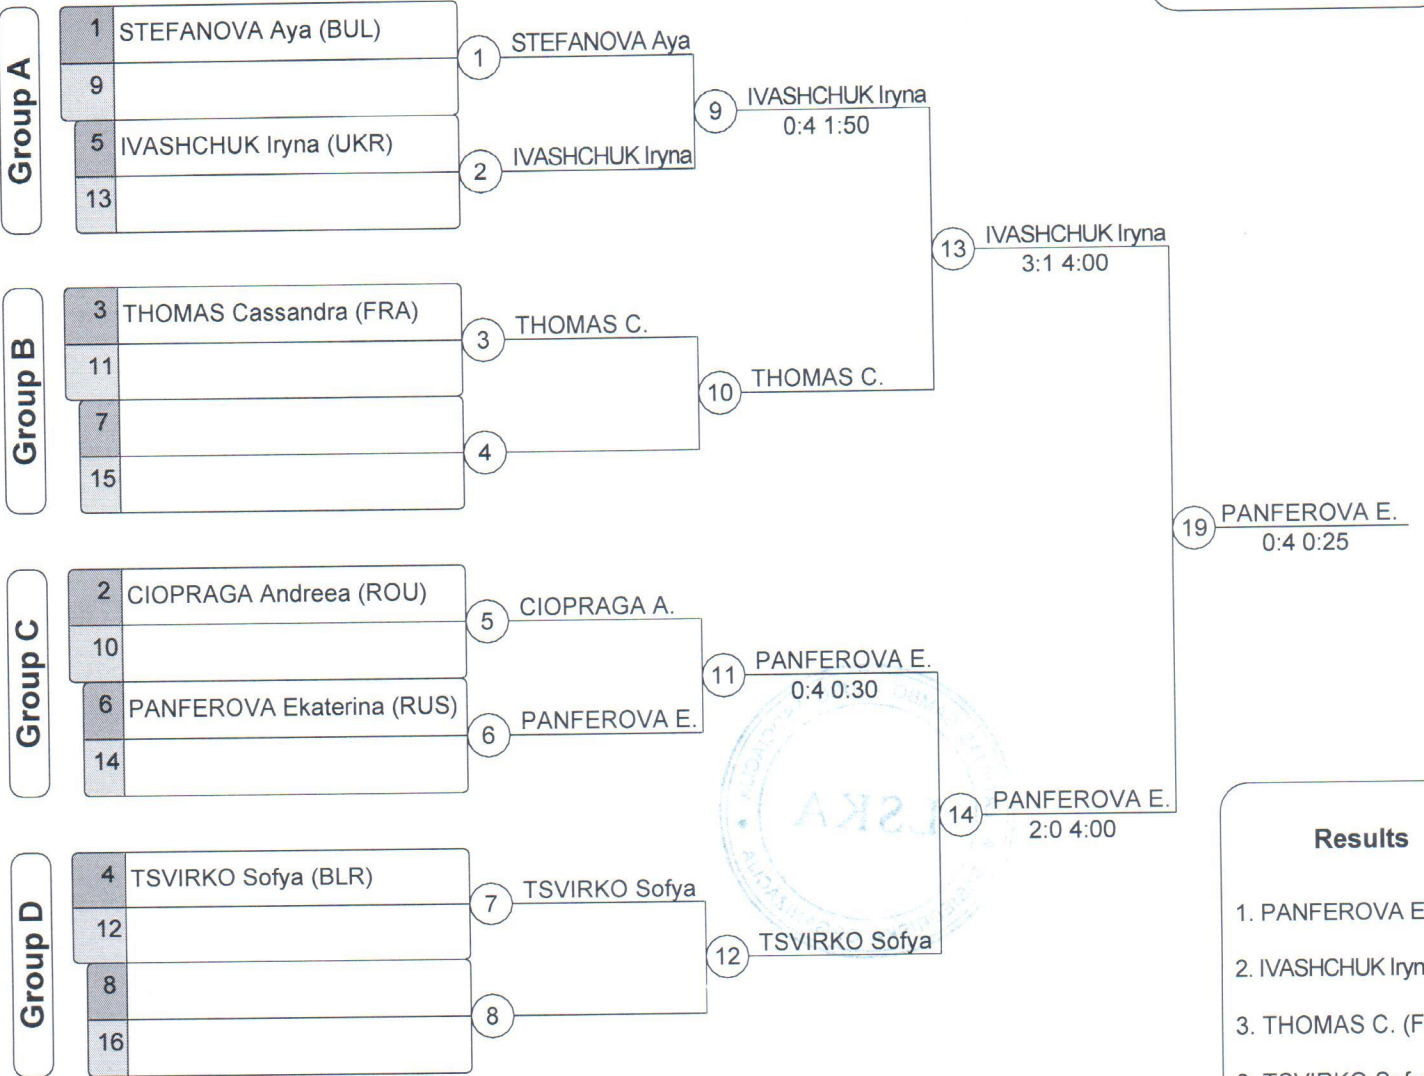 Group A
1 STEFANOVA Aya (BUL)
9
5 IVASHCHUK Iryna (UKR)
13
1 STEFANOVA Aya
2 IVASHCHUK Iryna
9 IVASHCHUK Iryna
0:4 1:50
Group B
3 THOMAS Cassandra (FRA)
11
7
15
3 THOMAS C.
4
10 THOMAS C.
13 IVASHCHUK Iryna
3:1 4:00
Group C
2 CIOPRAGA Andreea (ROU)
10
6 PANFEROVA Ekaterina (RUS)
14
5 CIOPRAGA A.
6 PANFEROVA E.
11 PANFEROVA E.
0:4 0:30
Group D
4 TSVIRKO Sofya (BLR)
12
8
16
7 TSVIRKO Sofya
8
12 TSVIRKO Sofya
14 PANFEROVA E.
2:0 4:00
19 PANFEROVA E.
0:4 0:25
Results
1. PANFEROVA E
2. IVASHCHUK Iryn
3. THOMAS C. (F